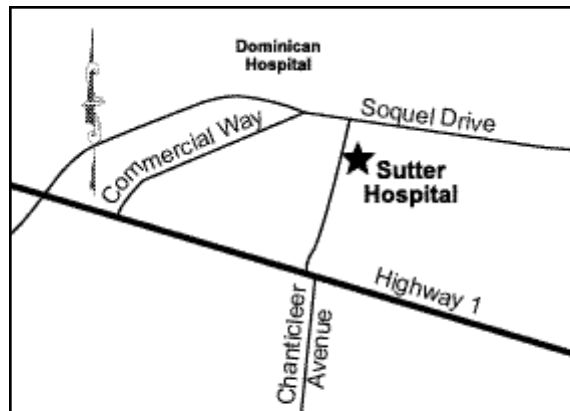 Dominican
Hospital
Soquel Drive
Commercial Way
Sutter
Hospital
Highway 1
Chanticleer
Avenue